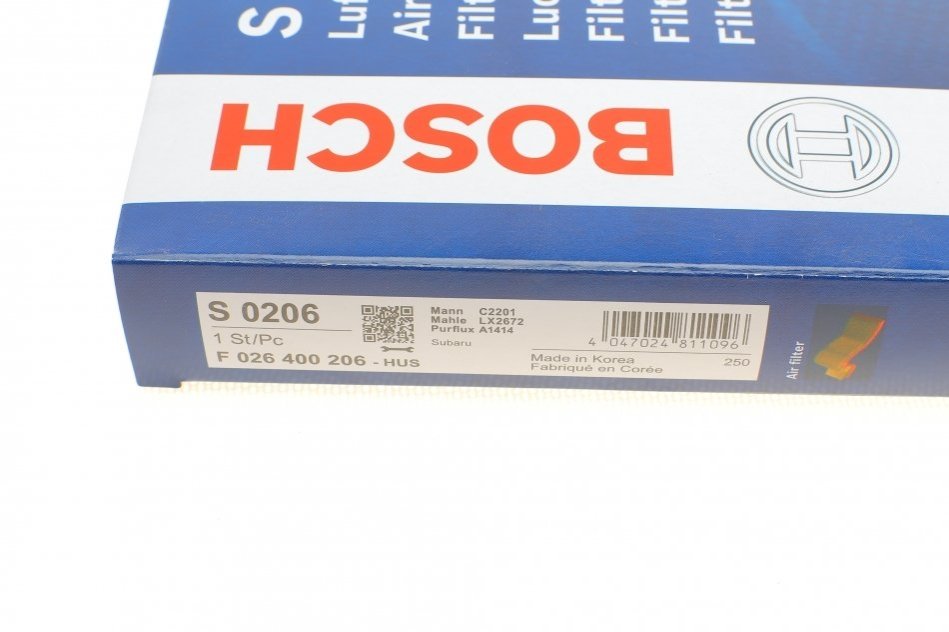 S
BOSCH
S 0206
1 St/Pc
F 026 400 206 - HUS
Mann C2201
Mahle LX2672
Purflux A1414
Subaru
4 047024 811096
Made in Korea
Fabriqué en Corée
250
Air filter